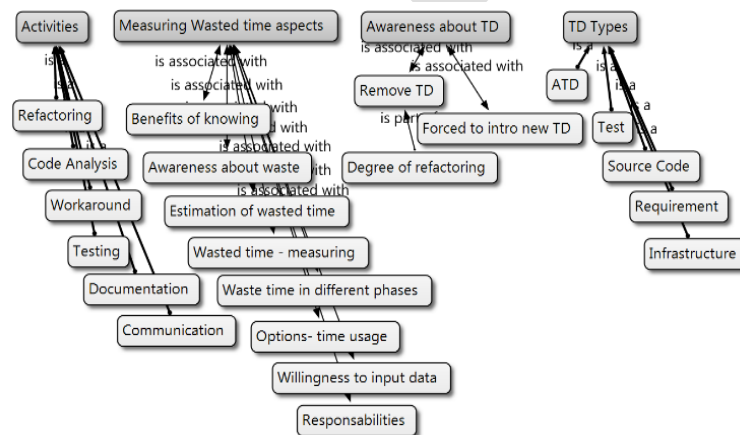 Activities
Measuring Wasted time aspects
Awareness about TD
TD Types
is a
is associated with
is associated with
is a
is a
is associated with
is associated with
is a
Remove TD
ATD
is a
Refactoring
Benefits of knowing
is part
is a
Forced to intro new TD
Test
is a
is a
is associated with
Code Analysis
Awareness about waste
Degree of refactoring
Source Code
is associated with
Workaround
Estimation of wasted time
Requirement
Testing
Wasted time - measuring
Infrastructure
Documentation
Waste time in different phases
Communication
Options- time usage
Willingness to input data
Responsabilities